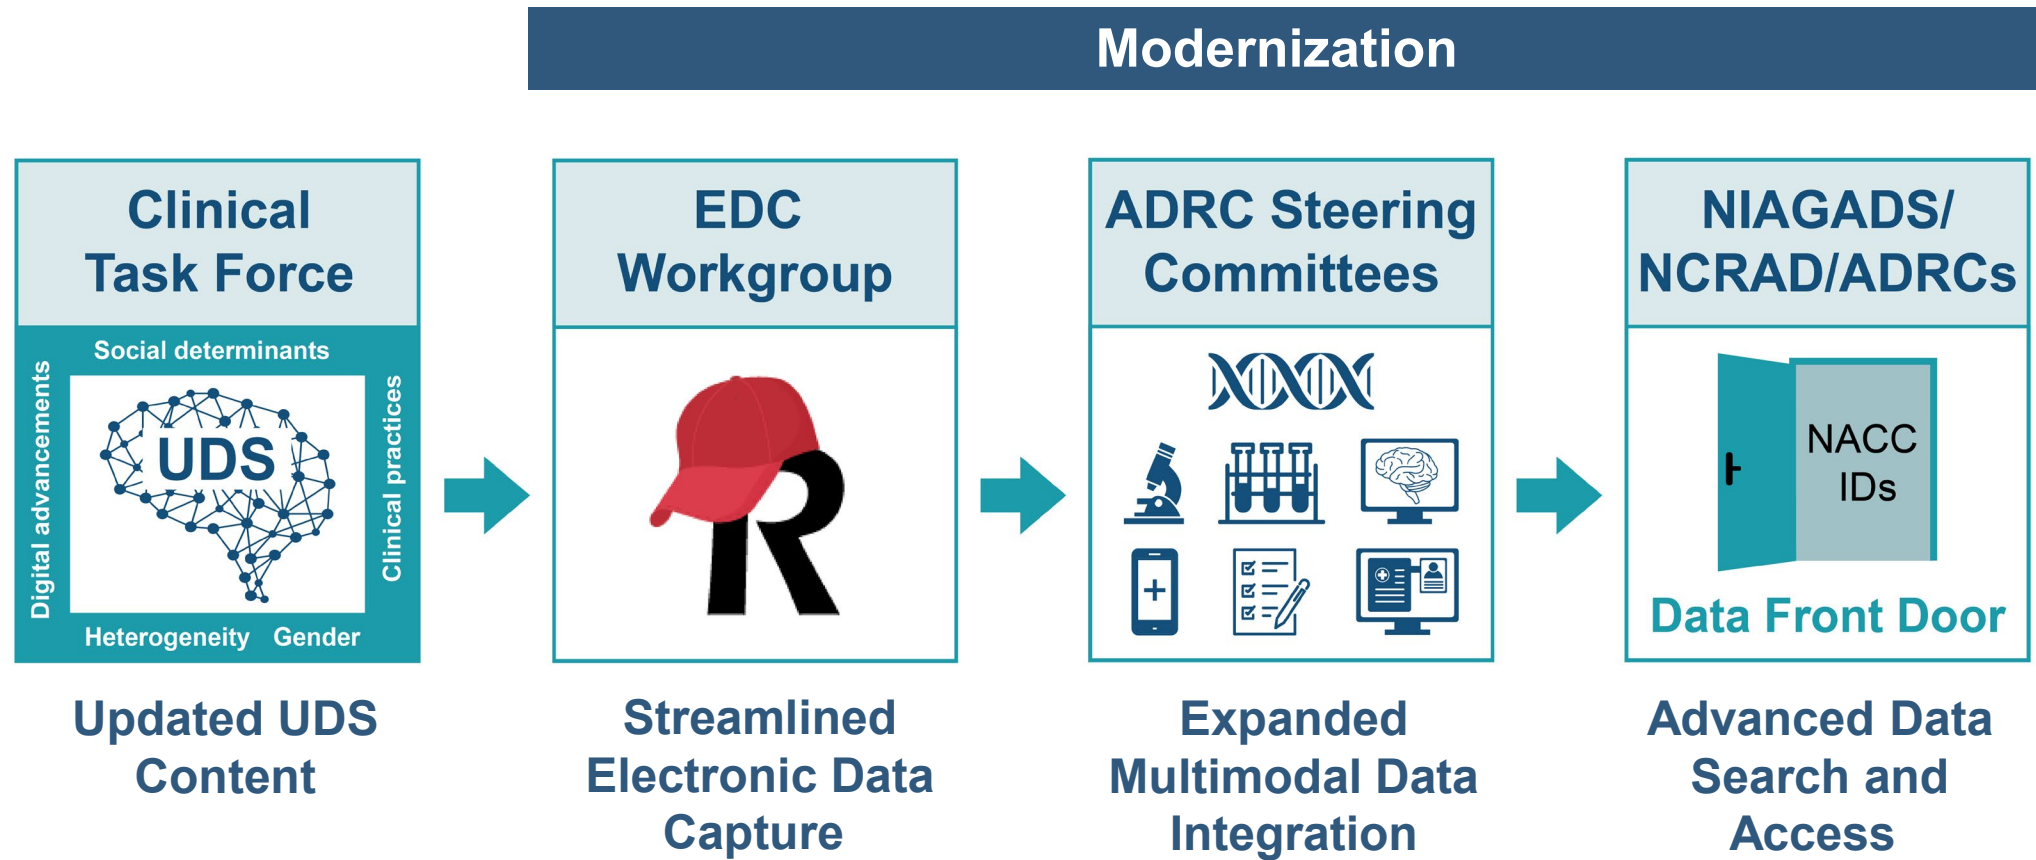 Modernization
Clinical
Task Force
Social determinants
Digital advancements
UDS
Clinical practices
Heterogeneity Gender
Updated UDS
Content
EDC
Workgroup
R
Streamlined
Electronic Data
Capture
ADRC Steering
Committees
Expanded
Multimodal Data
Integration
NIAGADS/
NCRAD/ADRCs
NACC
IDs
Data Front Door
Advanced Data
Search and
Access